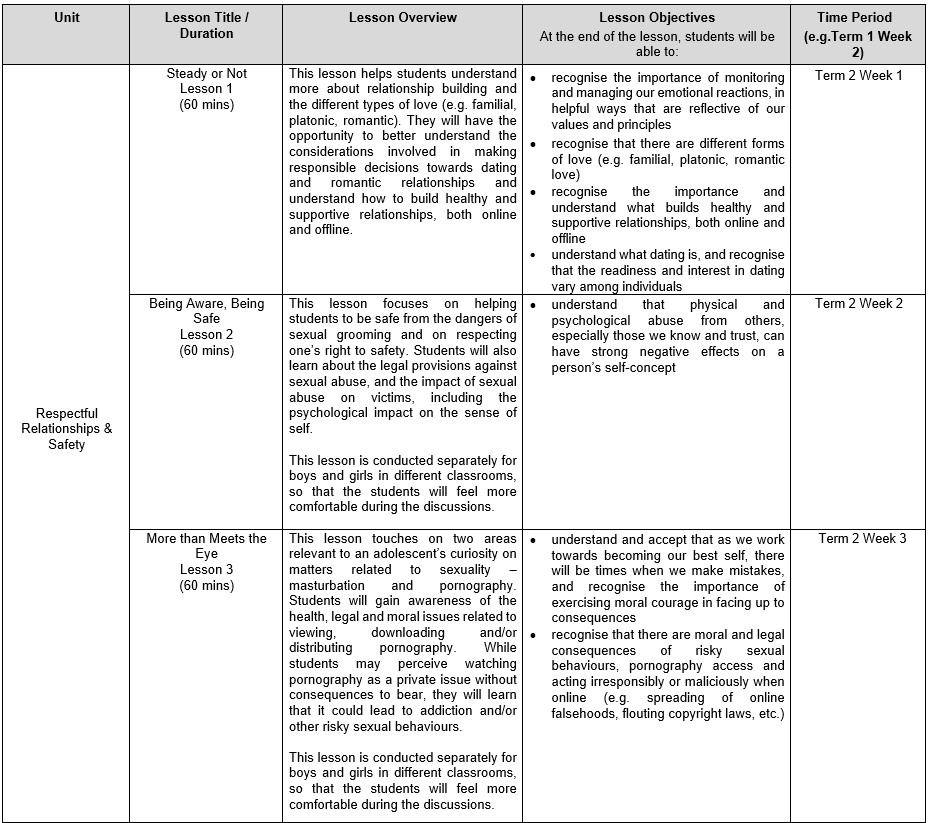 Unit
Lesson Title /
Duration
Lesson Overview
Lesson Objectives
At the end of the lesson, students will be
able to:
Time Period
(e.g.Term 1 Week
2)
Respectful
Relationships &
Safety
Steady or Not
Lesson 1
(60 mins)
This lesson helps students understand
more about relationship building and
the different types of love (e.g. familial,
platonic, romantic). They will have the
opportunity to better understand the
considerations involved in making
responsible decisions towards dating
and romantic relationships and
understand how to build healthy and
supportive relationships, both online
and offline.
• recognise the importance of monitoring
and managing our emotional reactions, in
helpful ways that are reflective of our
values and principles
• recognise that there are different forms
of love (e.g. familial, platonic, romantic
love)
• recognise the importance and
understand what builds healthy and
supportive relationships, both online and
offline
• understand what dating is, and recognise
that the readiness and interest in dating
vary among individuals
Term 2 Week 1
Being Aware, Being
Safe
Lesson 2
(60 mins)
This lesson focuses on helping
students to be safe from the dangers of
sexual grooming and on respecting
one's right to safety. Students will also
learn about the legal provisions against
sexual abuse, and the impact of sexual
abuse on victims, including the
psychological impact on the sense of
self.
This lesson is conducted separately for
boys and girls in different classrooms,
so that the students will feel more
comfortable during the discussions.
• understand that physical and
psychological abuse from others,
especially those we know and trust, can
have strong negative effects on a
person's self-concept
Term 2 Week 2
More than Meets the
Eye
Lesson 3
(60 mins)
This lesson touches on two areas
relevant to an adolescent's curiosity on
matters related to sexuality –
masturbation and pornography.
Students will gain awareness of the
health, legal and moral issues related to
viewing, downloading and/or
distributing pornography. While
students may perceive watching
pornography as a private issue without
consequences to bear, they will learn
that it could lead to addiction and/or
other risky sexual behaviours.
This lesson is conducted separately for
boys and girls in different classrooms,
so that the students will feel more
comfortable during the discussions.
• understand and accept that as we work
towards becoming our best self, there
will be times when we make mistakes,
and recognise the importance of
exercising moral courage in facing up to
consequences
• recognise that there are moral and legal
consequences of risky sexual
behaviours, pornography access and
acting irresponsibly or maliciously when
online (e.g. spreading of online
falsehoods, flouting copyright laws, etc.)
Term 2 Week 3